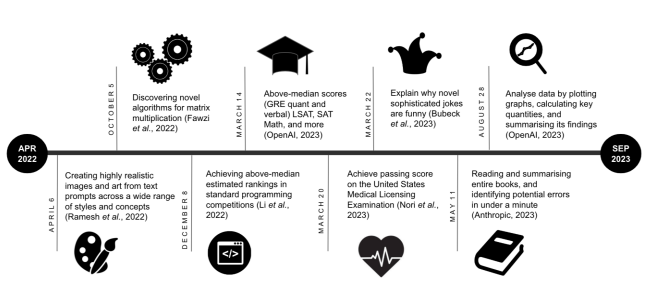 OCTOBER 5
Discovering novel
algorithms for matrix
multiplication (Fawzi
et al., 2022)
MARCH 14
Above-median scores
(GRE quant and
verbal) LSAT, SAT
Math, and more
(OpenAI, 2023)
MARCH 22
Explain why novel
sophisticated jokes
are funny (Bubeck
et al., 2023)
AUGUST 28
Analyse data by plotting
graphs, calculating key
quantities, and
summarising its findings
(OpenAI, 2023)
APR
2022
SEP
2023
APRIL 6
Creating highly realistic
images and art from text
prompts across a wide range
of styles and concepts
(Ramesh et al., 2022)
DECEMBER 8
Achieving above-median
estimated rankings in
standard programming
competitions (Li et al.,
2022)
</>
MARCH 20
Achieve passing score
on the United States
Medical Licensing
Examination (Nori et al.,
2023)
MAY 11
Reading and summarising
entire books, and
identifying potential errors
in under a minute
(Anthropic, 2023)